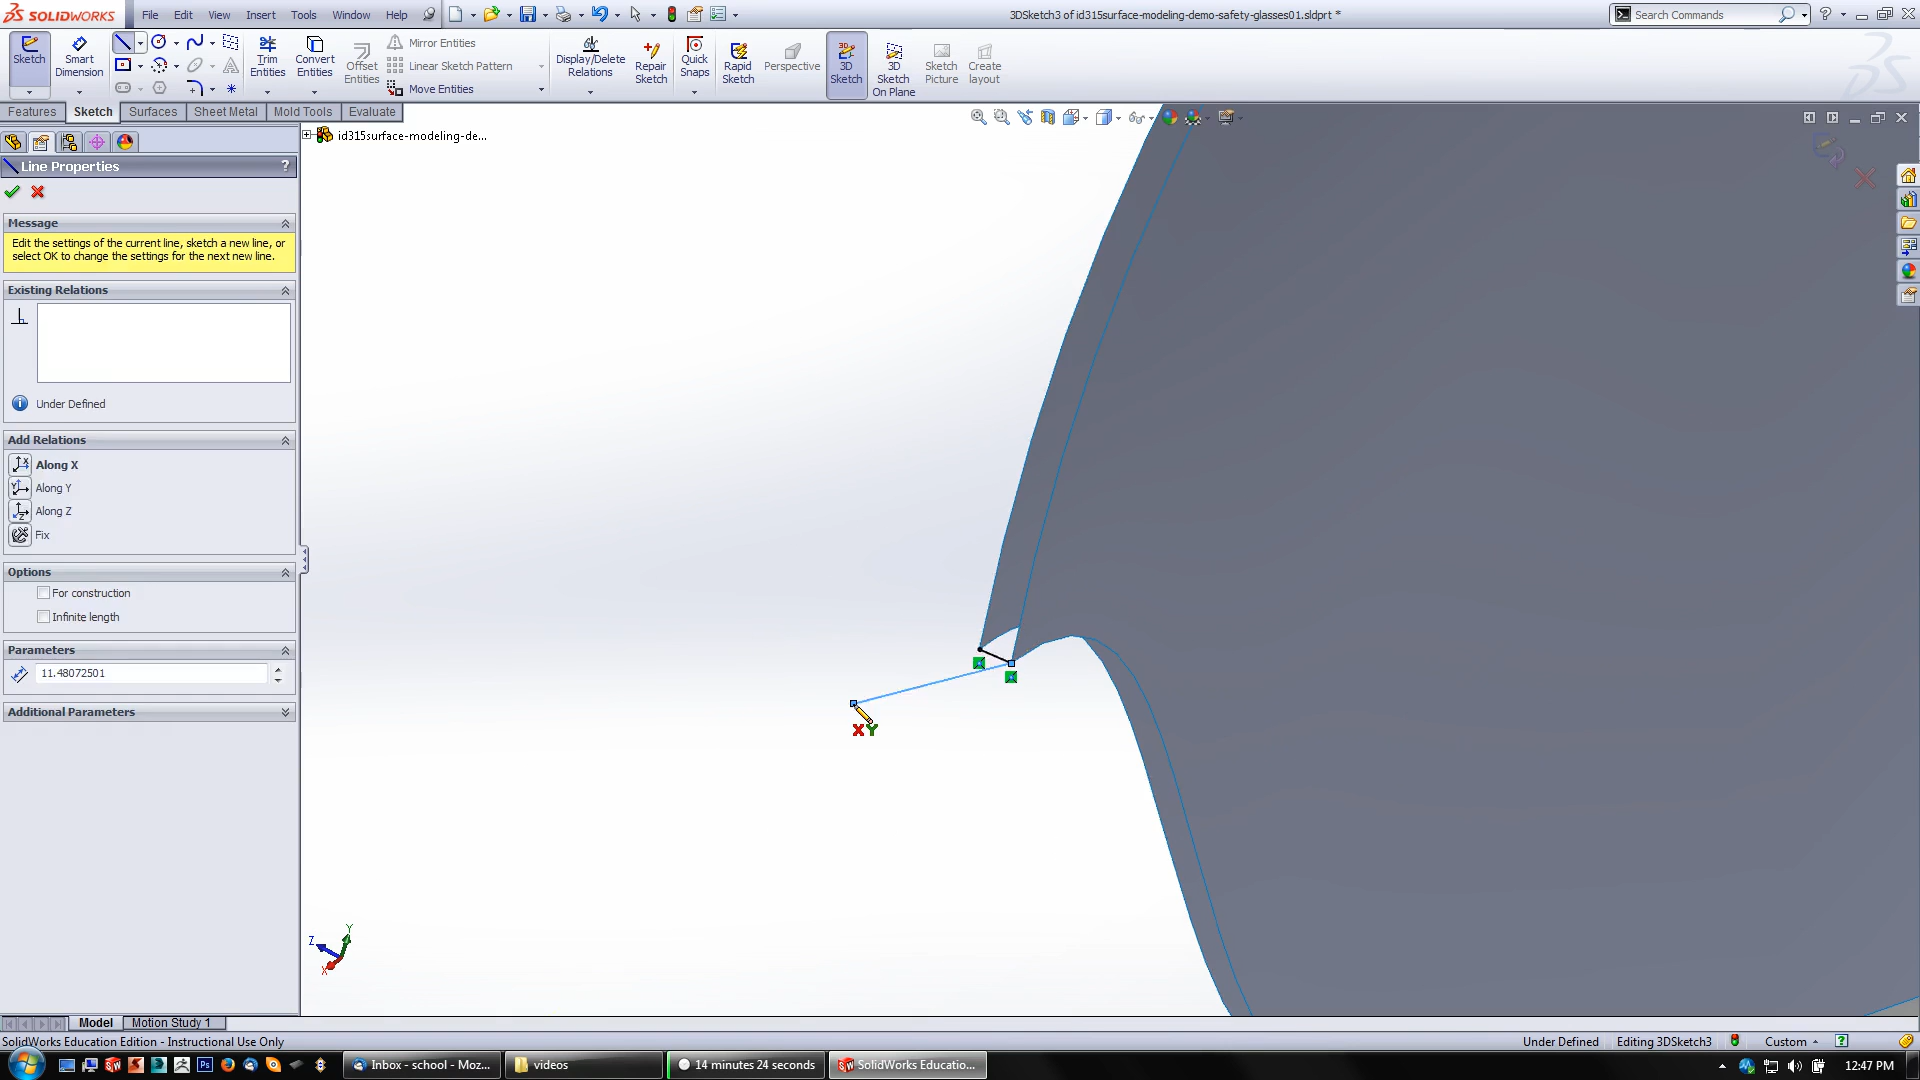 SOLIDWORKS File Edit View Insert Tools Window Help 3DSketch3 of id315surface-modeling-demo-safety-glasses01.sldprt * Search Commands
Sketch Smart Dimension Trim Entities Convert Entities Offset Entities Mirror Entities Display/Delete Relations Repair Sketch Quick Snaps Rapid Sketch Perspective 3D Sketch 3D Sketch On Plane Sketch Picture Create layout
Linear Sketch Pattern
Move Entities
Features Sketch Surfaces Sheet Metal Mold Tools Evaluate
id315surface-modeling-de...
Line Properties ?
Message
Edit the settings of the current line, sketch a new line, or
select OK to change the settings for the next new line.
Existing Relations
Under Defined
Add Relations
Along X
Along Y
Along Z
Fix
Options
For construction
Infinite length
Parameters
11.48072501
Additional Parameters
XY
Y
Z
X
Model Motion Study 1
SolidWorks Education Edition - Instructional Use Only Under Defined Editing 3DSketch3 Custom
Inbox - school - Moz... videos 14 minutes 24 seconds SolidWorks Educatio... 12:47 PM